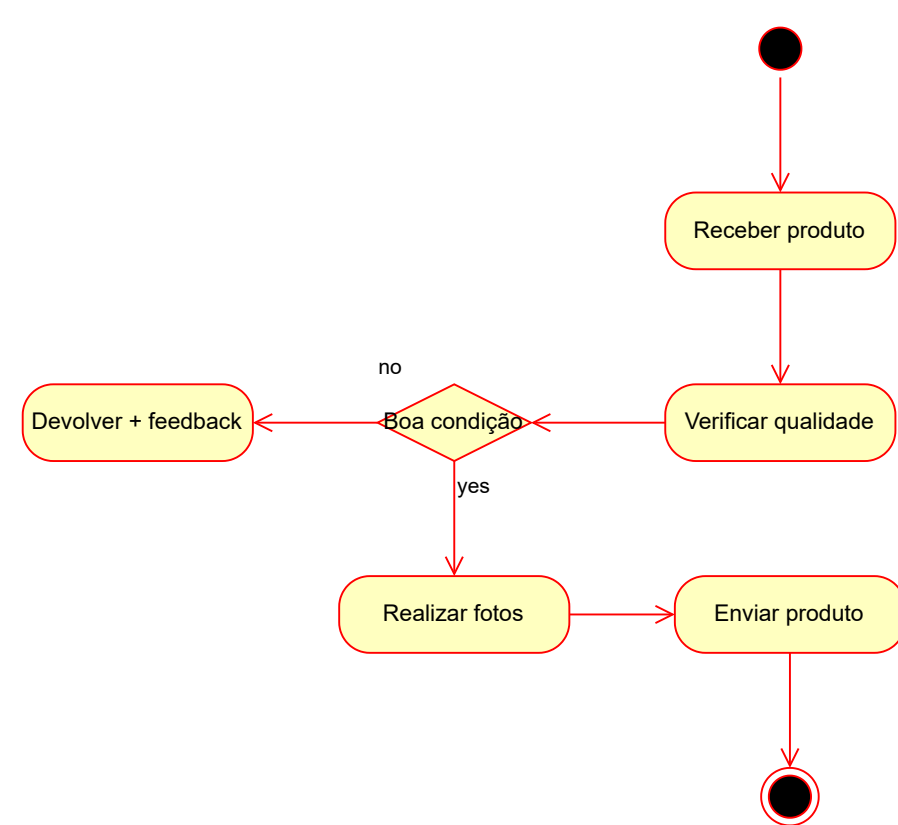 Receber produto
no
Devolver + feedback
Boa condição
Verificar qualidade
yes
Realizar fotos
Enviar produto